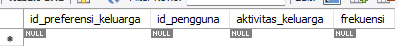 id_preferensi_keluarga id_pengguna aktivitas_keluarga frekuensi
NULL NULL NULL NULL